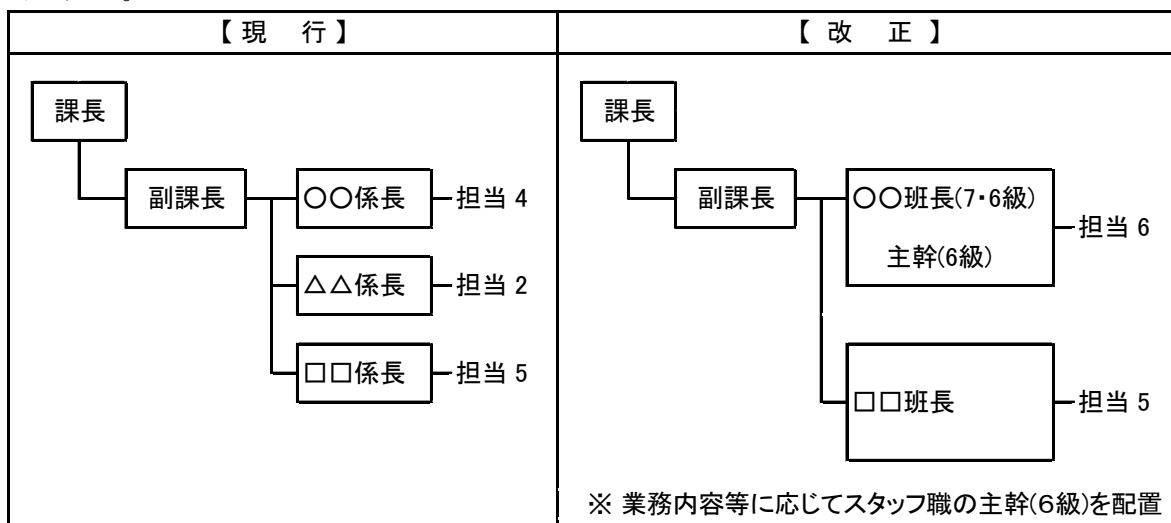 【現　行】
課長
副課長
○○係長
担当 4
△△係長
担当 2
□□係長
担当 5
【 改　正 】
課長
副課長
○○班長(7・6級)
主幹(6級)
担当 6
□□班長
担当 5
※ 業務内容等に応じてスタッフ職の主幹(6級)を配置